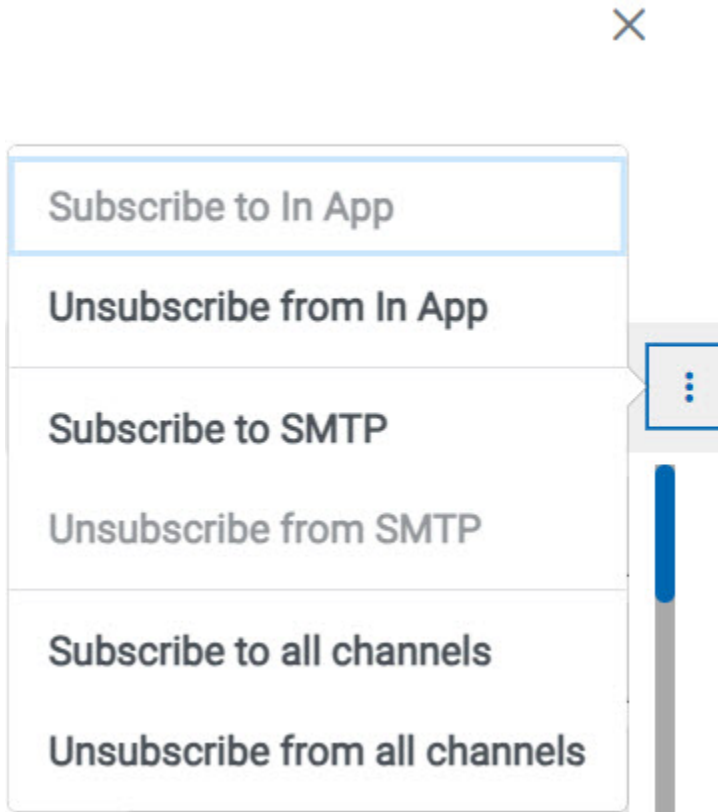 Subscribe to In App
Unsubscribe from In App
Subscribe to SMTP
Unsubscribe from SMTP
Subscribe to all channels
Unsubscribe from all channels